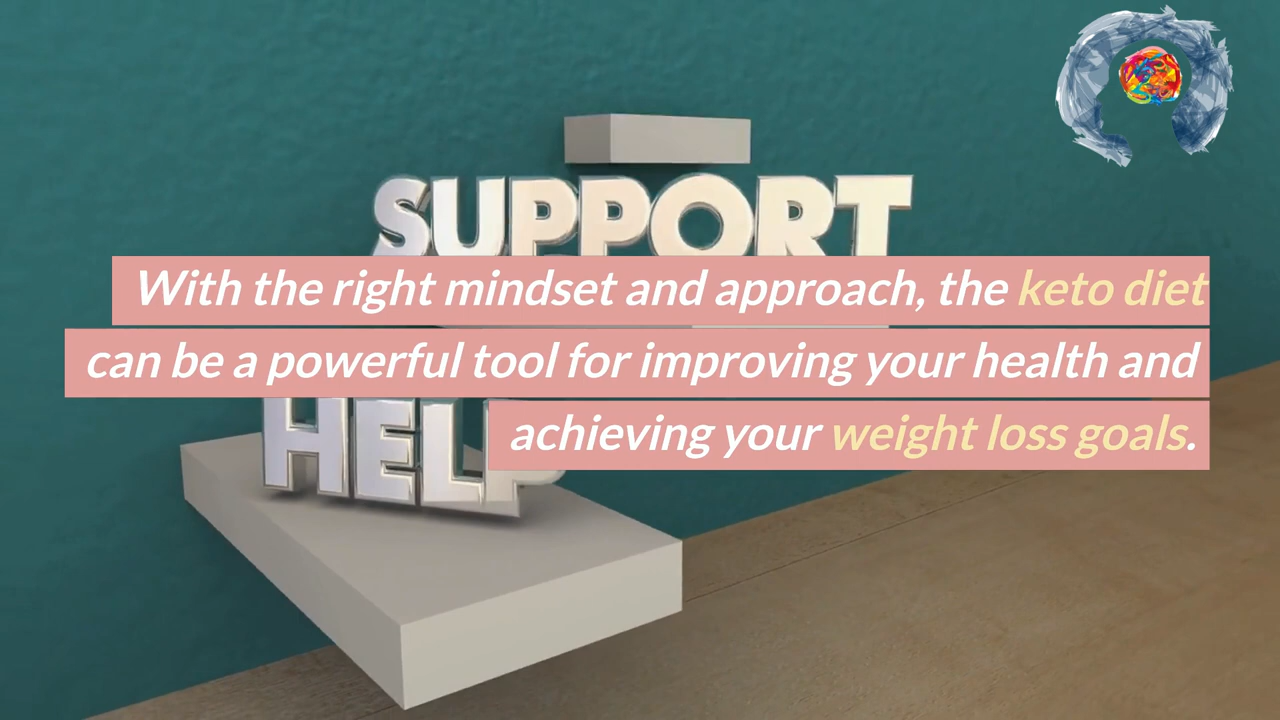 SUPPORT
With the right mindset and approach, the keto diet
can be a powerful tool for improving your health and
achieving your weight loss goals.
HELP